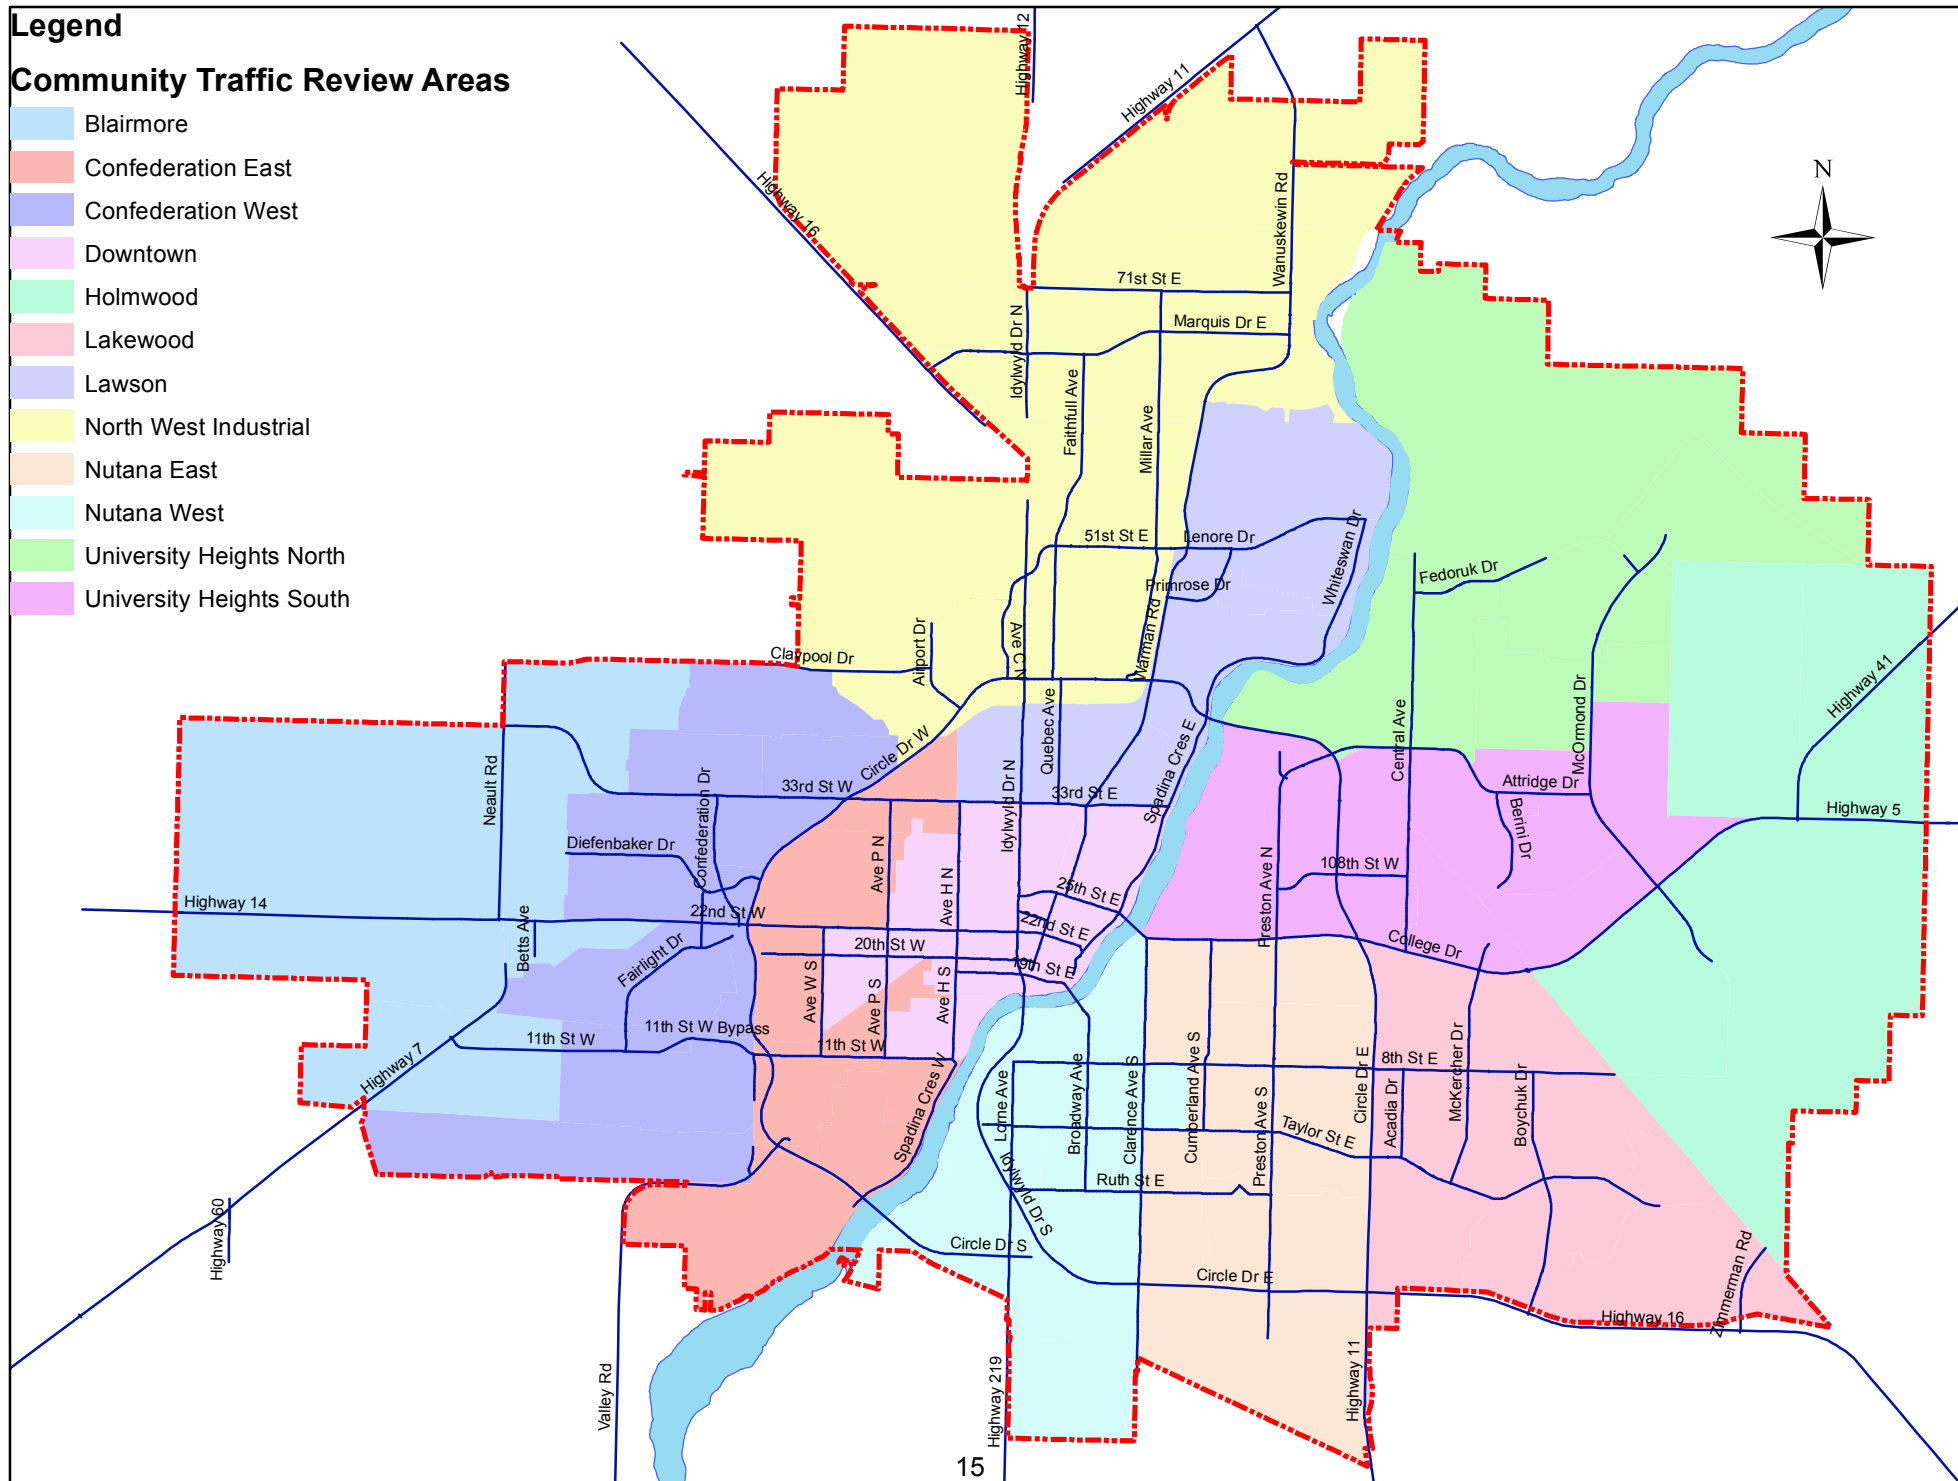 Legend
Community Traffic Review Areas
Blairmore
Confederation East
Confederation West
Downtown
Holmwood
Lakewood
Lawson
North West Industrial
Nutana East
Nutana West
University Heights North
University Heights South
N
Highway 12
Highway 11
Highway 16
Wanuskewin Rd
71st St E
Marquis Dr E
Idylwyld Dr N
Faithfull Ave
Millar Ave
51st St E
Lenore Dr
Primrose Dr
Whiteswan Dr
Fedoruk Dr
Warman Rd
Ave C N
Airport Dr
Claypool Dr
Quebec Ave
Circle Dr W
Spadina Cres E
Central Ave
McOrmond Dr
Highway 41
Neault Rd
Confederation Dr
33rd St W
33rd St E
Idylwyld Dr N
Attridge Dr
Berini Dr
Highway 5
Diefenbaker Dr
Ave P N
Ave H N
108th St W
Preston Ave N
Highway 14
22nd St W
25th St E
22nd St E
Betts Ave
Fairlight Dr
20th St W
19th St E
College Dr
Ave W S
Ave P S
Ave H S
11th St W
11th St W Bypass
11th St W
Highway 7
Spadina Cres W
Lorne Ave
Broadway Ave
Clarence Ave S
Cumberland Ave S
Preston Ave S
Circle Dr E
8th St E
Acadia Dr
McKercher Dr
Boychuk Dr
Taylor St E
Ruth St E
Idylwyld Dr S
Circle Dr S
Circle Dr E
Highway 60
Valley Rd
Highway 219
Highway 11
Highway 16
Zimmerman Rd
15